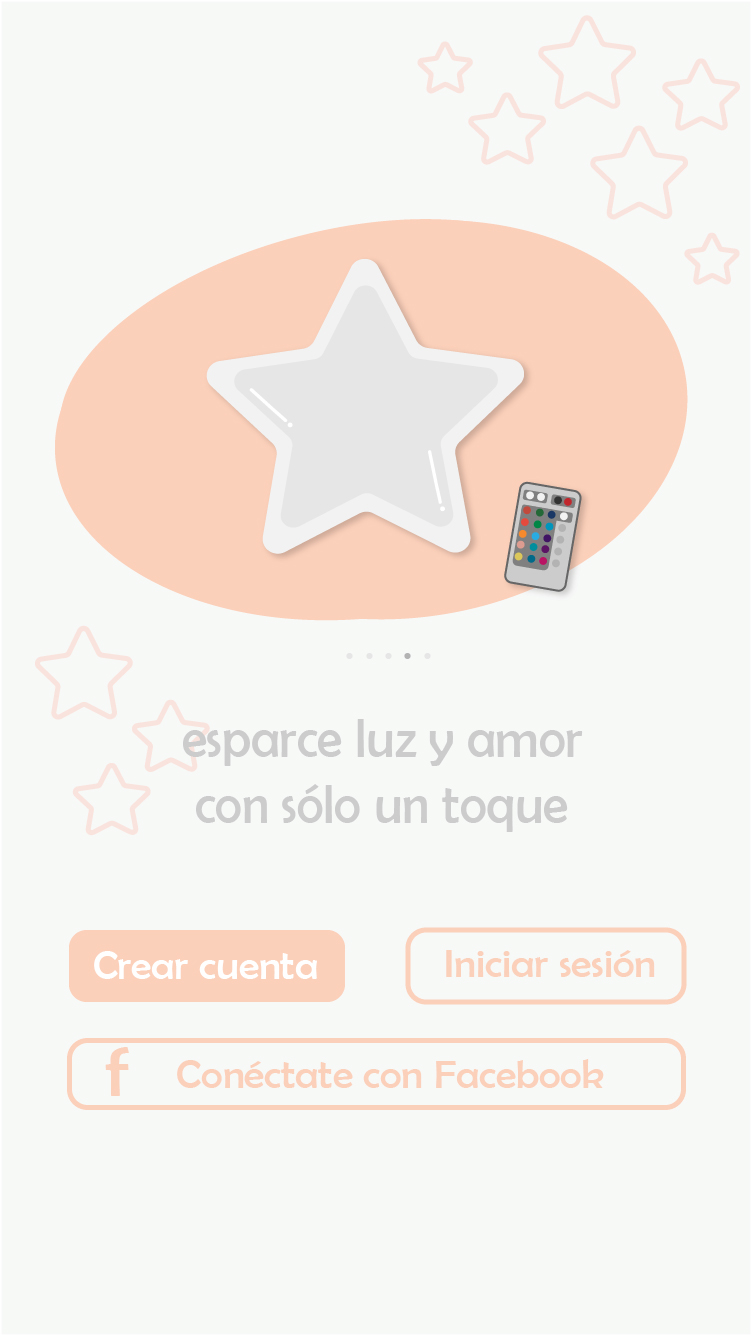 esparce luz y amor
con sólo un toque
Crear cuenta
Iniciar sesión
f Conéctate con Facebook